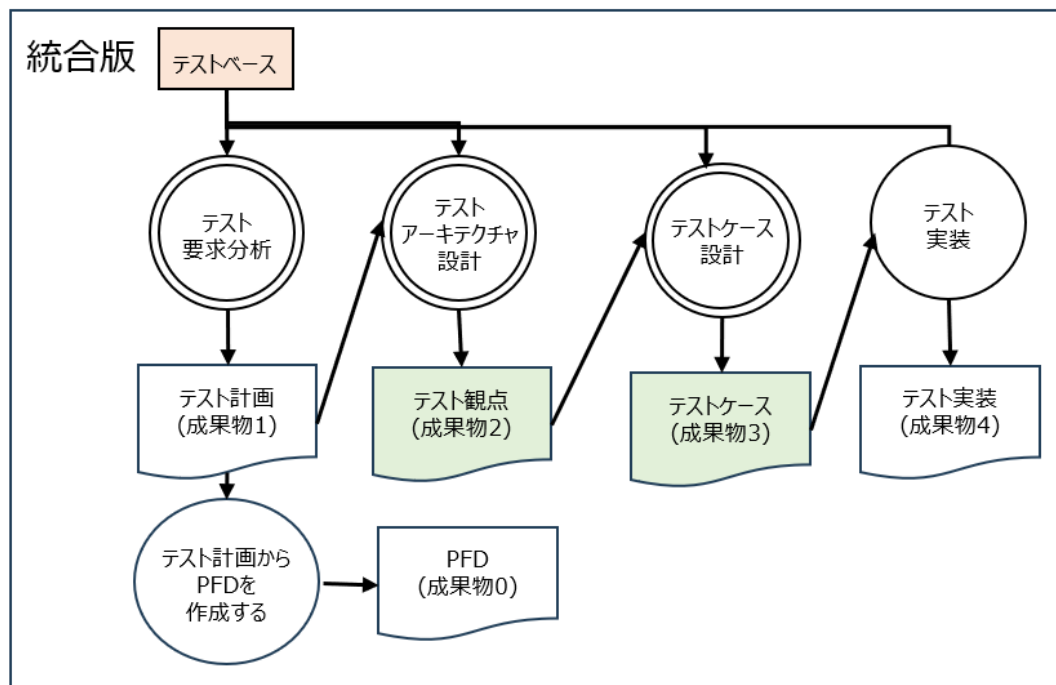 統合版
テストベース
テスト
要求分析
テスト
アーキテクチャ
設計
テストケース
設計
テスト
実装
テスト計画
(成果物1)
テスト観点
(成果物2)
テストケース
(成果物3)
テスト実装
(成果物4)
テスト計画から
PFDを
作成する
PFD
(成果物0)